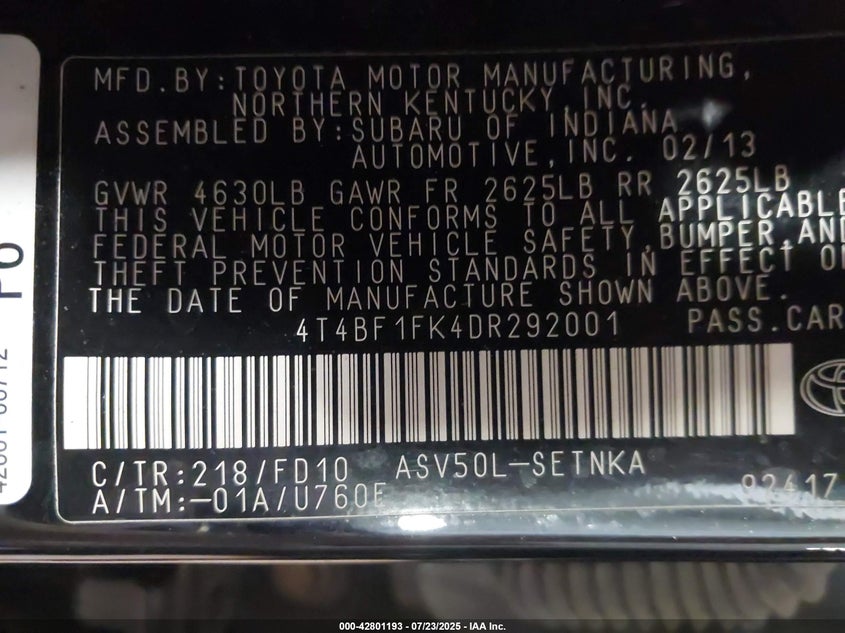 MFD.BY:TOYOTA MOTOR MANUFACTURING,
NORTHERN KENTUCKY,INC.
ASSEMBLED BY:SUBARU OF INDIANA
AUTOMOTIVE,INC. 02/13
GVWR 4630LB GAWR FR 2625LB RR 2625LB
THIS VEHICLE CONFORMS TO ALL APPLICABLE
FEDERAL MOTOR VEHICLE SAFETY,BUMPER,AND
THEFT PREVENTION STANDARDS IN EFFECT ON
THE DATE OF MANUFACTURE SHOWN ABOVE.
4T4BF1FK4DR292001 PASS.CAR
C/TR:218/FD10 ASV50L-SETNKA
A/TM:-01A/U760E 92417
000-42801193 - 07/23/2025 - IAA Inc.